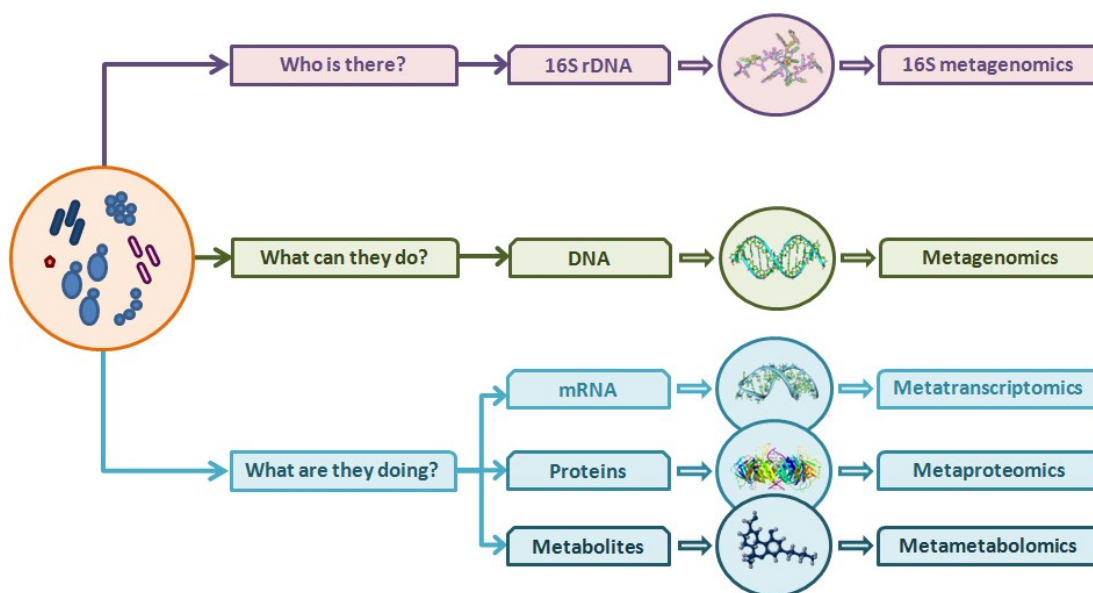 Who is there?
16S rDNA
16S metagenomics
What can they do?
DNA
Metagenomics
What are they doing?
mRNA
Metatranscriptomics
Proteins
Metaproteomics
Metabolites
Metametabolomics